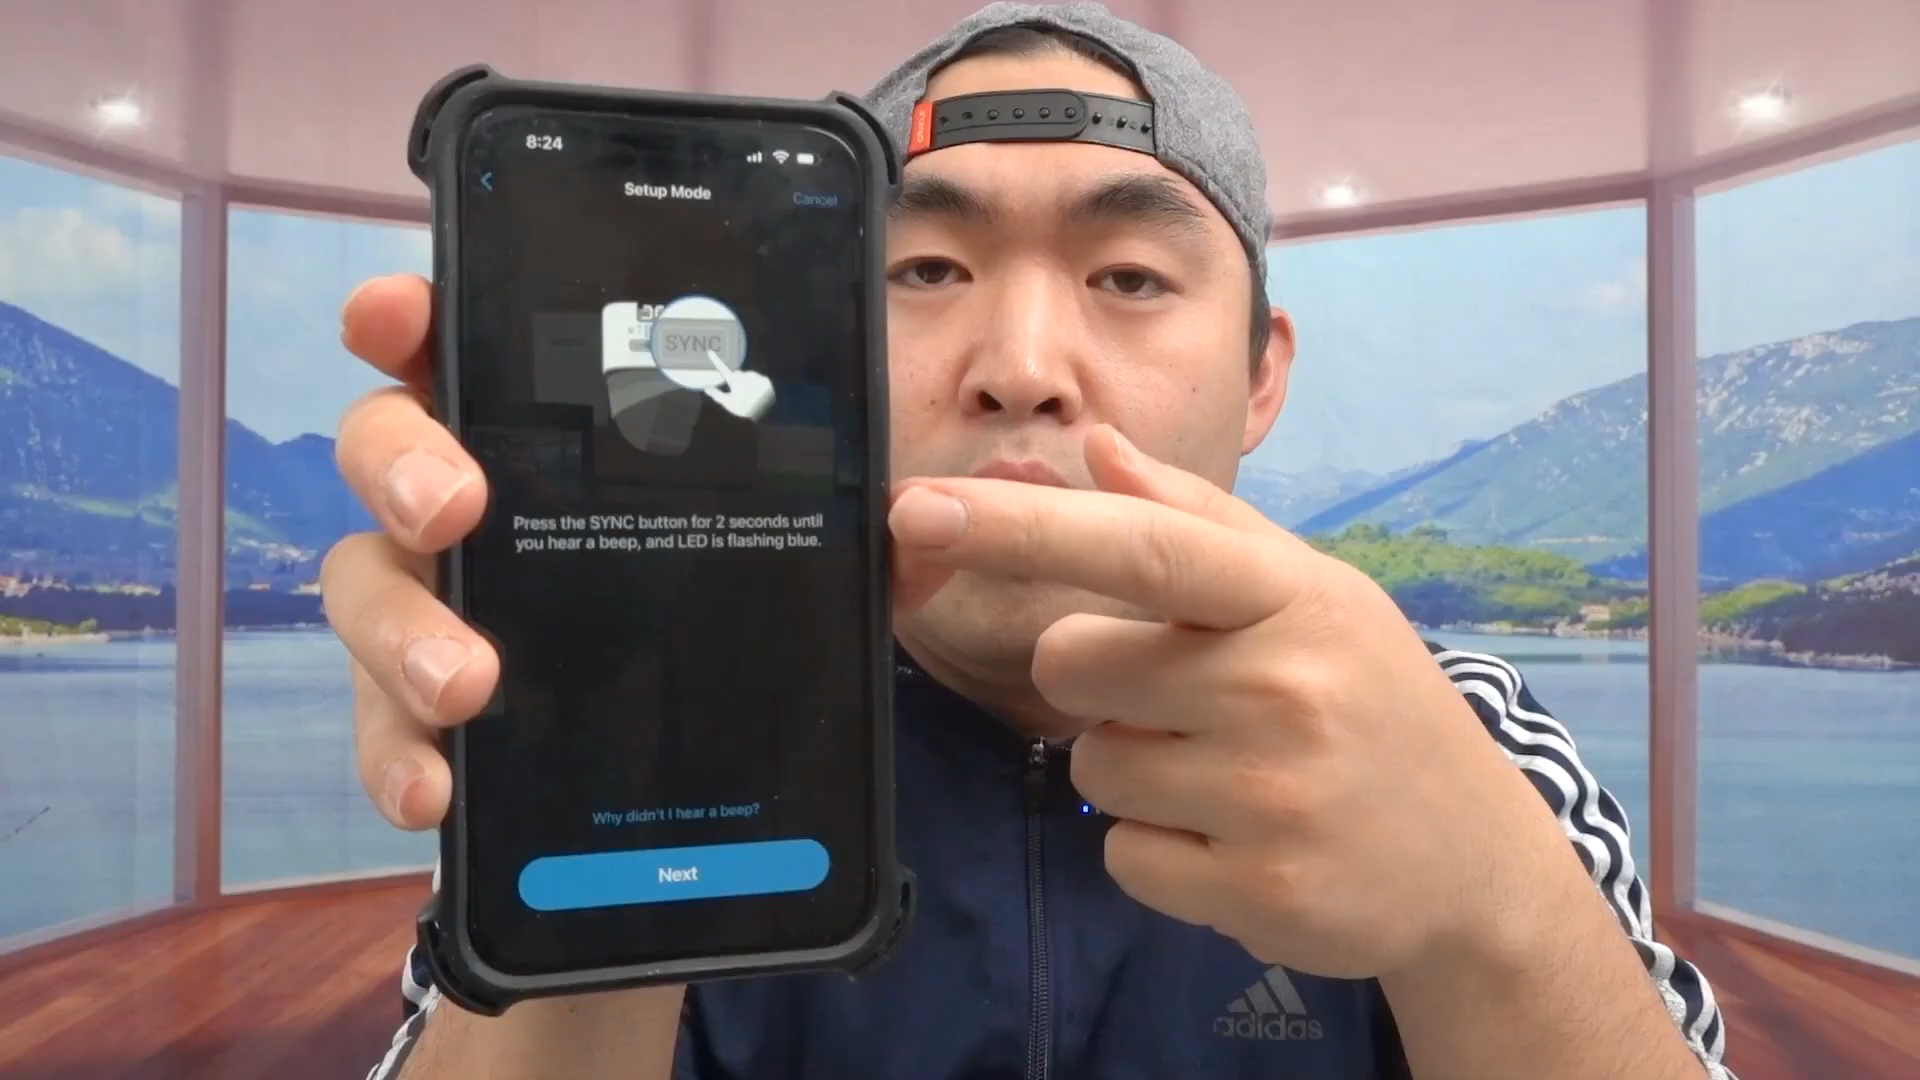 8:24
Setup Mode
Cancel
SYNC
Press the SYNC button for 2 seconds until
you hear a beep, and LED is flashing blue.
Why didn't I hear a beep?
Next
adidas